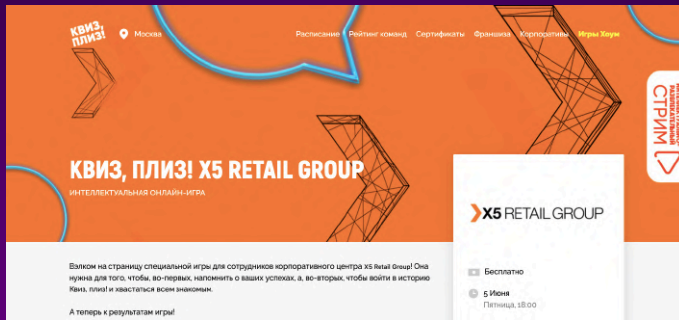 КВИЗ, ПЛИЗ!
Москва
Расписание Рейтинг команд Сертификаты Франшиза Корпоративы Игры Хоум
СТРИМ
КВИЗ, ПЛИЗ! X5 RETAIL GROUP
ИНТЕЛЛЕКТУАЛЬНАЯ ОНЛАЙН-ИГРА
X5 RETAIL GROUP
Вэлком на страницу специальной игры для сотрудников корпоративного центра X5 Retail Group! Она
нужна для того, чтобы, во-первых, напомнить о ваших успехах, а, во-вторых, чтобы войти в историю
Квиз, плиз! и хвастаться всем знакомым.
А теперь к результатам игры!
Бесплатно
5 Июня
Пятница, 18:00